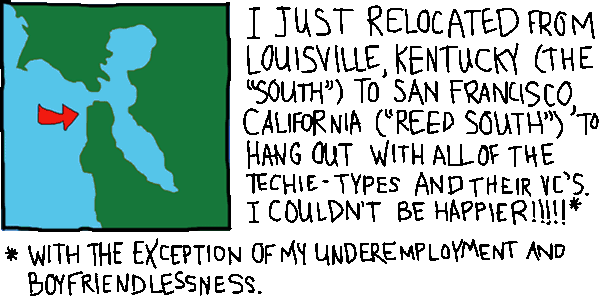 I JUST RELOCATED FROM
LOUISVILLE, KENTUCKY (THE
"SOUTH") TO SAN FRANCISCO,
CALIFORNIA ("REED SOUTH") TO
HANG OUT WITH ALL OF THE
TECHIE-TYPES AND THEIR VC'S.
I COULDN'T BE HAPPIER!!!!!*
* WITH THE EXCEPTION OF MY UNDEREMPLOYMENT AND
BOYFRIENDLESSNESS.